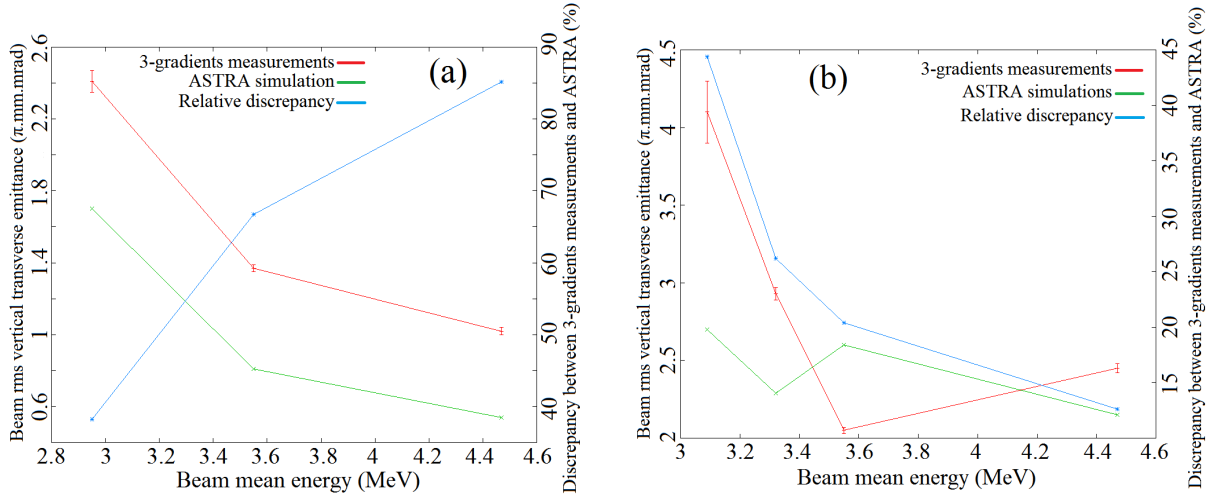 (a)
3-gradients measurements
ASTRA simulation
Relative discrepancy
Beam rms vertical transverse emittance (π.mm.mrad)
2.6
2.2
1.8
1.4
1
0.6
Discrepancy between 3-gradients measurements and ASTRA (%)
90
80
70
60
50
40
2.8 3 3.2 3.4 3.6 3.8 4 4.2 4.4 4.6
Beam mean energy (MeV)
(b)
3-gradients measurements
ASTRA simulations
Relative discrepancy
Beam rms vertical transverse emittance (π.mm.mrad)
4.5
4
3.5
3
2.5
2
Discrepancy between 3-gradients measurements and ASTRA (%)
45
40
35
30
25
20
15
3 3.2 3.4 3.6 3.8 4 4.2 4.4 4.6
Beam mean energy (MeV)